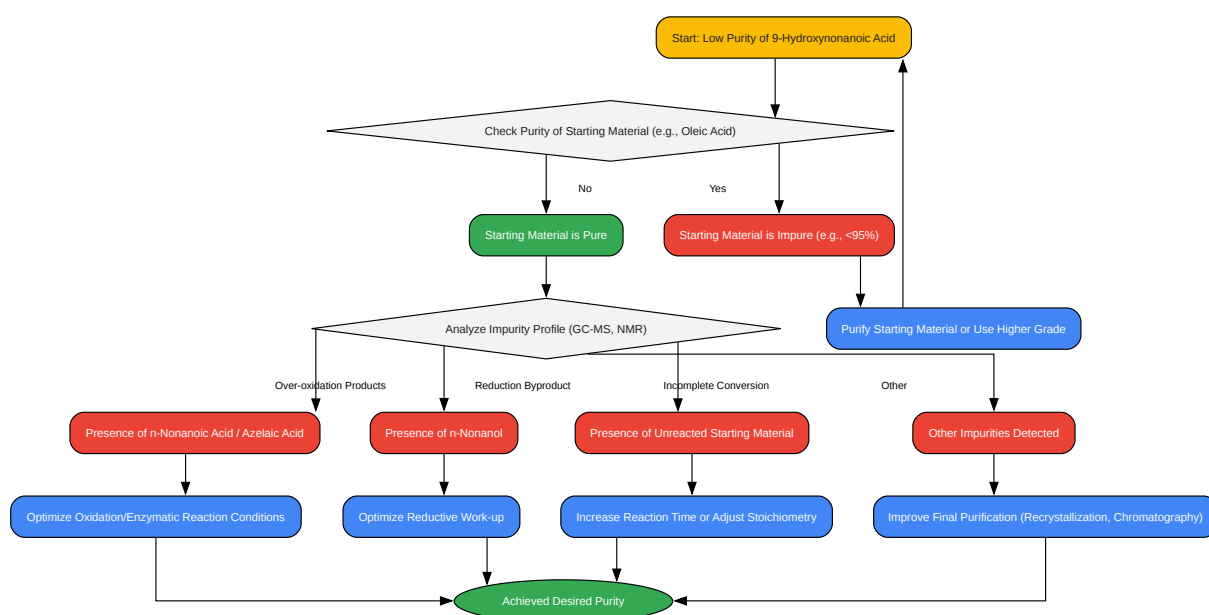 Start: Low Purity of 9-Hydroxynonanoic Acid
Check Purity of Starting Material (e.g., Oleic Acid)
No
Yes
Starting Material is Pure
Starting Material is Impure (e.g., <95%)
Analyze Impurity Profile (GC-MS, NMR)
Purify Starting Material or Use Higher Grade
Over-oxidation Products
Reduction Byproduct
Incomplete Conversion
Other
Presence of n-Nonanoic Acid / Azelaic Acid
Presence of n-Nonanol
Presence of Unreacted Starting Material
Other Impurities Detected
Optimize Oxidation/Enzymatic Reaction Conditions
Optimize Reductive Work-up
Increase Reaction Time or Adjust Stoichiometry
Improve Final Purification (Recrystallization, Chromatography)
Achieved Desired Purity